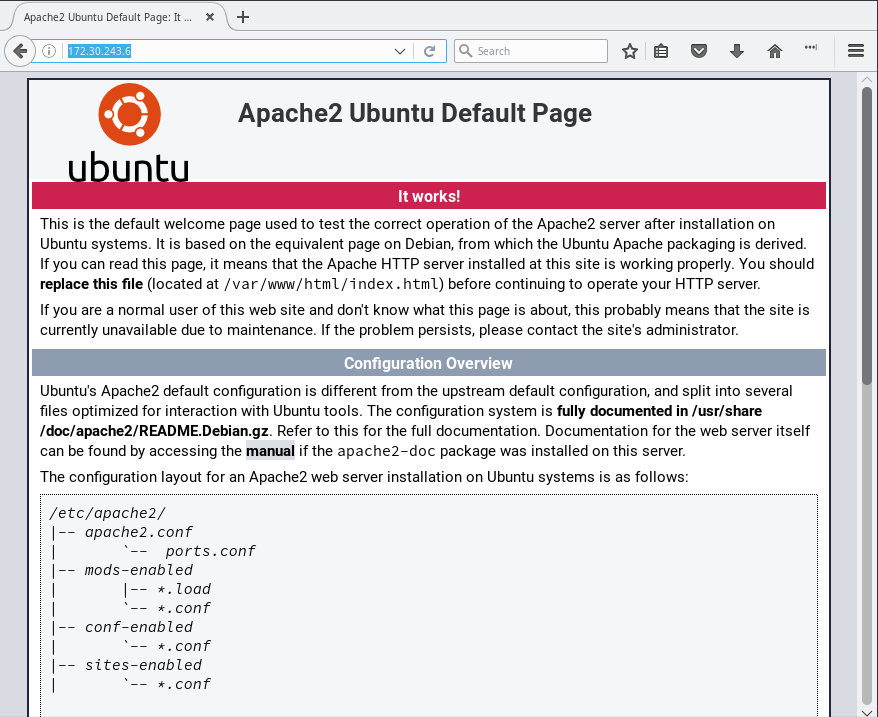 Apache2 Ubuntu Default Page: It ...
172.30.243.6
Search
ubuntu
Apache2 Ubuntu Default Page
It works!
This is the default welcome page used to test the correct operation of the Apache2 server after installation on
Ubuntu systems. It is based on the equivalent page on Debian, from which the Ubuntu Apache packaging is derived.
If you can read this page, it means that the Apache HTTP server installed at this site is working properly. You should
replace this file (located at /var/www/html/index.html) before continuing to operate your HTTP server.
If you are a normal user of this web site and don't know what this page is about, this probably means that the site is
currently unavailable due to maintenance. If the problem persists, please contact the site's administrator.
Configuration Overview
Ubuntu's Apache2 default configuration is different from the upstream default configuration, and split into several
files optimized for interaction with Ubuntu tools. The configuration system is fully documented in /usr/share
/doc/apache2/README.Debian.gz. Refer to this for the full documentation. Documentation for the web server itself
can be found by accessing the manual if the apache2-doc package was installed on this server.
The configuration layout for an Apache2 web server installation on Ubuntu systems is as follows:
/etc/apache2/
|-- apache2.conf
|       `--  ports.conf
|-- mods-enabled
|       |-- *.load
|       `-- *.conf
|-- conf-enabled
|       `-- *.conf
|-- sites-enabled
|       `-- *.conf